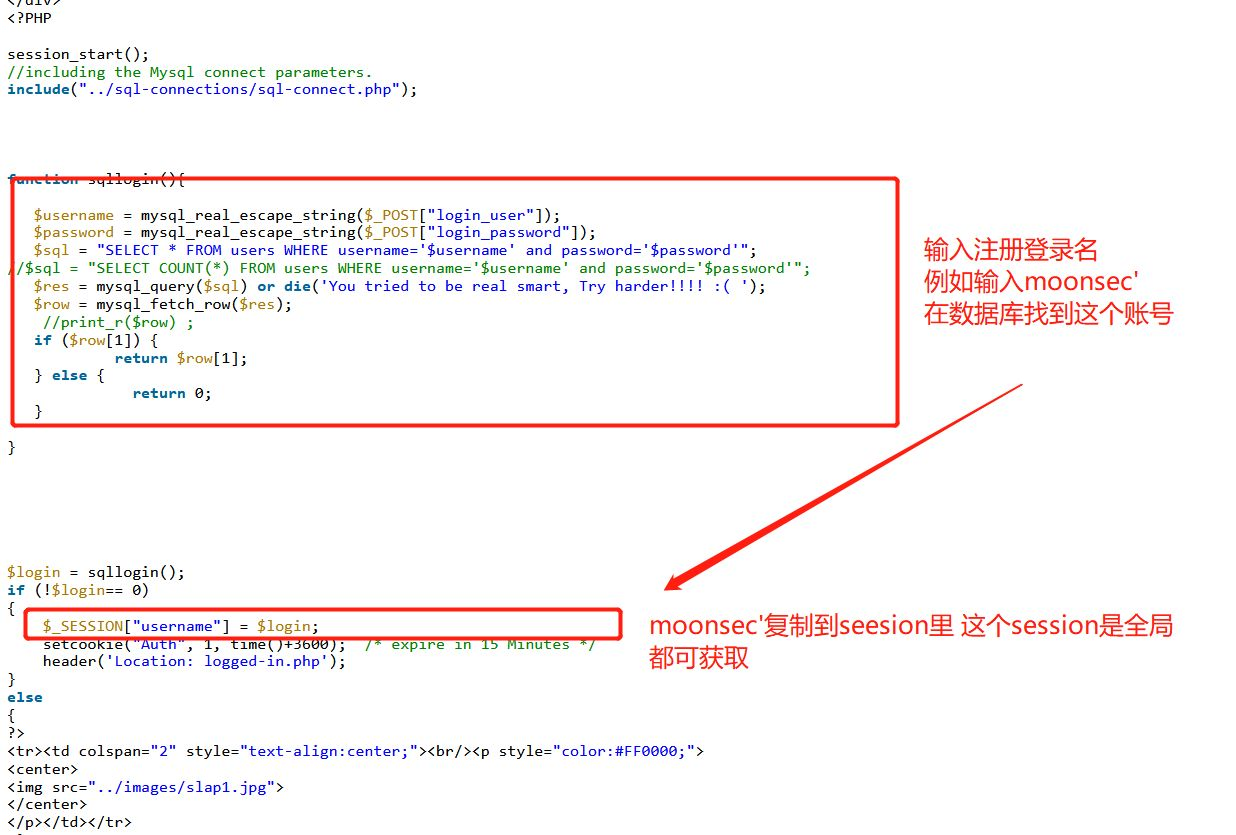 </div>
<?PHP
session_start();
//including the Mysql connect parameters.
include("../sql-connections/sql-connect.php");
function sqllogin(){
$username = mysql_real_escape_string($_POST["login_user"]);
$password = mysql_real_escape_string($_POST["login_password"]);
$sql = "SELECT * FROM users WHERE username='$username' and password='$password'";
//$sql = "SELECT COUNT(*) FROM users WHERE username='$username' and password='$password'";
$res = mysql_query($sql) or die('You tried to be real smart, Try harder!!!! :( ');
$row = mysql_fetch_row($res);
//print_r($row) ;
if ($row[1]) {
return $row[1];
} else {
return 0;
}
}
输入注册登录名
例如输入moonsec'
在数据库找到这个账号
$login = sqllogin();
if (!$login== 0)
{
$_SESSION["username"] = $login;
setcookie("Auth", 1, time()+3600);  /* expire in 15 Minutes */
header('Location: logged-in.php');
}
else
{
?>
<tr><td colspan="2" style="text-align:center;"><br/><p style="color:#FF0000;">
<center>
<img src="../images/slap1.jpg">
</center>
</p></td></tr>
moonsec'复制到seesion里 这个session是全局
都可获取